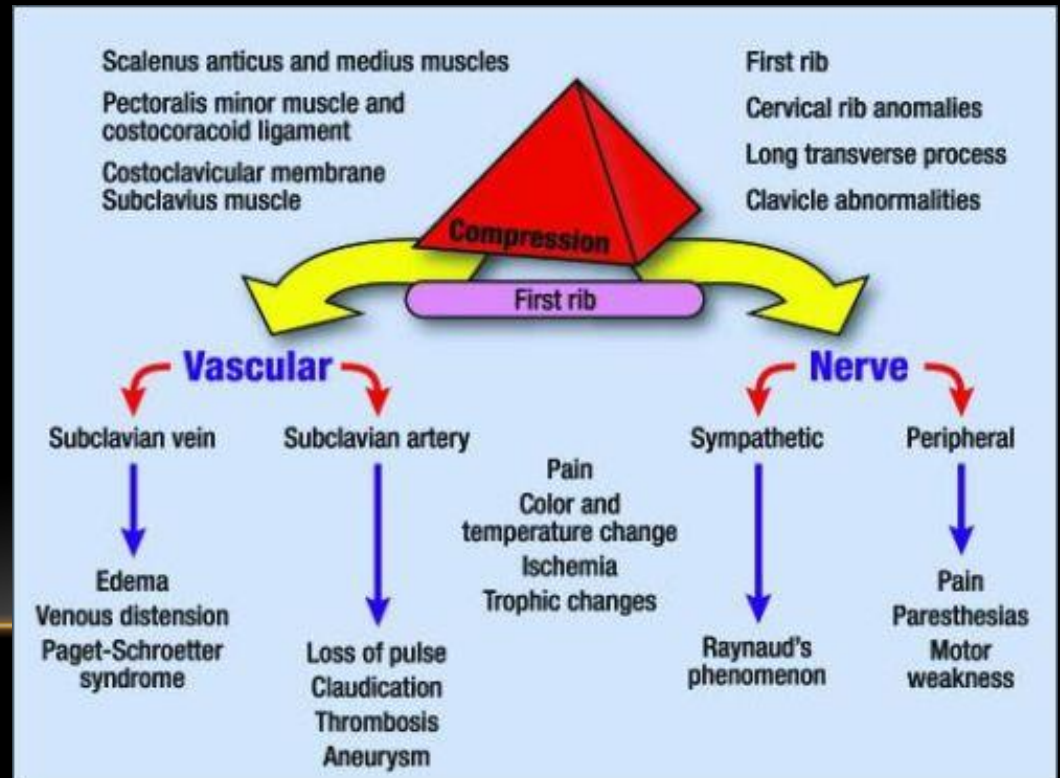 Scalenus anticus and medius muscles
Pectoralis minor muscle and
costocoracoid ligament
Costoclavicular membrane
Subclavius muscle
First rib
Cervical rib anomalies
Long transverse process
Clavicle abnormalities
Compression
First rib
Vascular
Nerve
Subclavian vein
Subclavian artery
Sympathetic
Peripheral
Pain
Color and
temperature change
Ischemia
Trophic changes
Edema
Venous distension
Paget-Schroetter
syndrome
Loss of pulse
Claudication
Thrombosis
Aneurysm
Raynaud's
phenomenon
Pain
Paresthesias
Motor
weakness